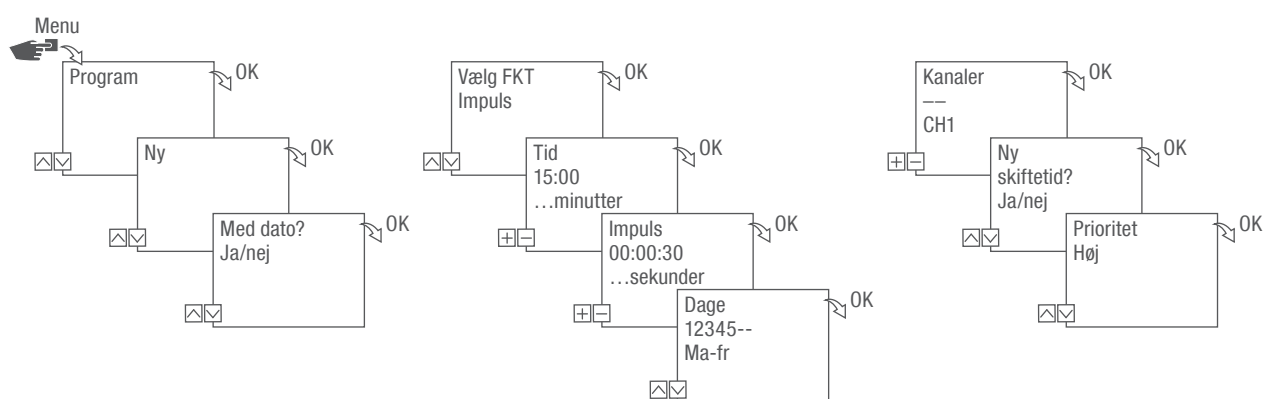 Menu
Program
OK
Ny
OK
Med dato?
Ja/nej
OK
Vælg FKT
Impuls
OK
Tid
15:00
...minutter
OK
Impuls
00:00:30
...sekunder
OK
Dage
12345--
Ma-fr
OK
Kanaler
––
CH1
OK
+ −
Ny
skiftetid?
Ja/nej
OK
Prioritet
Høj
OK
+ −
+ −